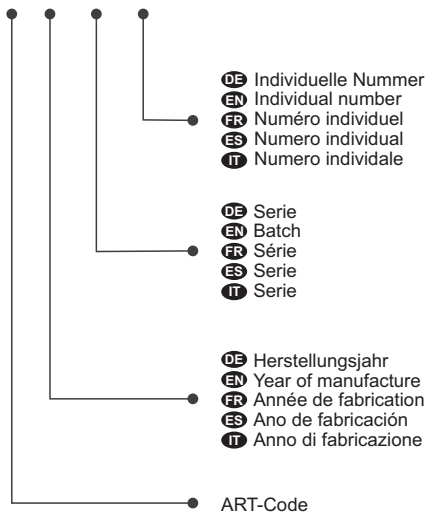 DE Individuelle Nummer
EN Individual number
FR Numéro individuel
ES Numero individual
IT Numero individale
DE Serie
EN Batch
FR Série
ES Serie
IT Serie
DE Herstellungsjahr
EN Year of manufacture
FR Année de fabrication
ES Ano de fabricación
IT Anno di fabricazione
ART-Code